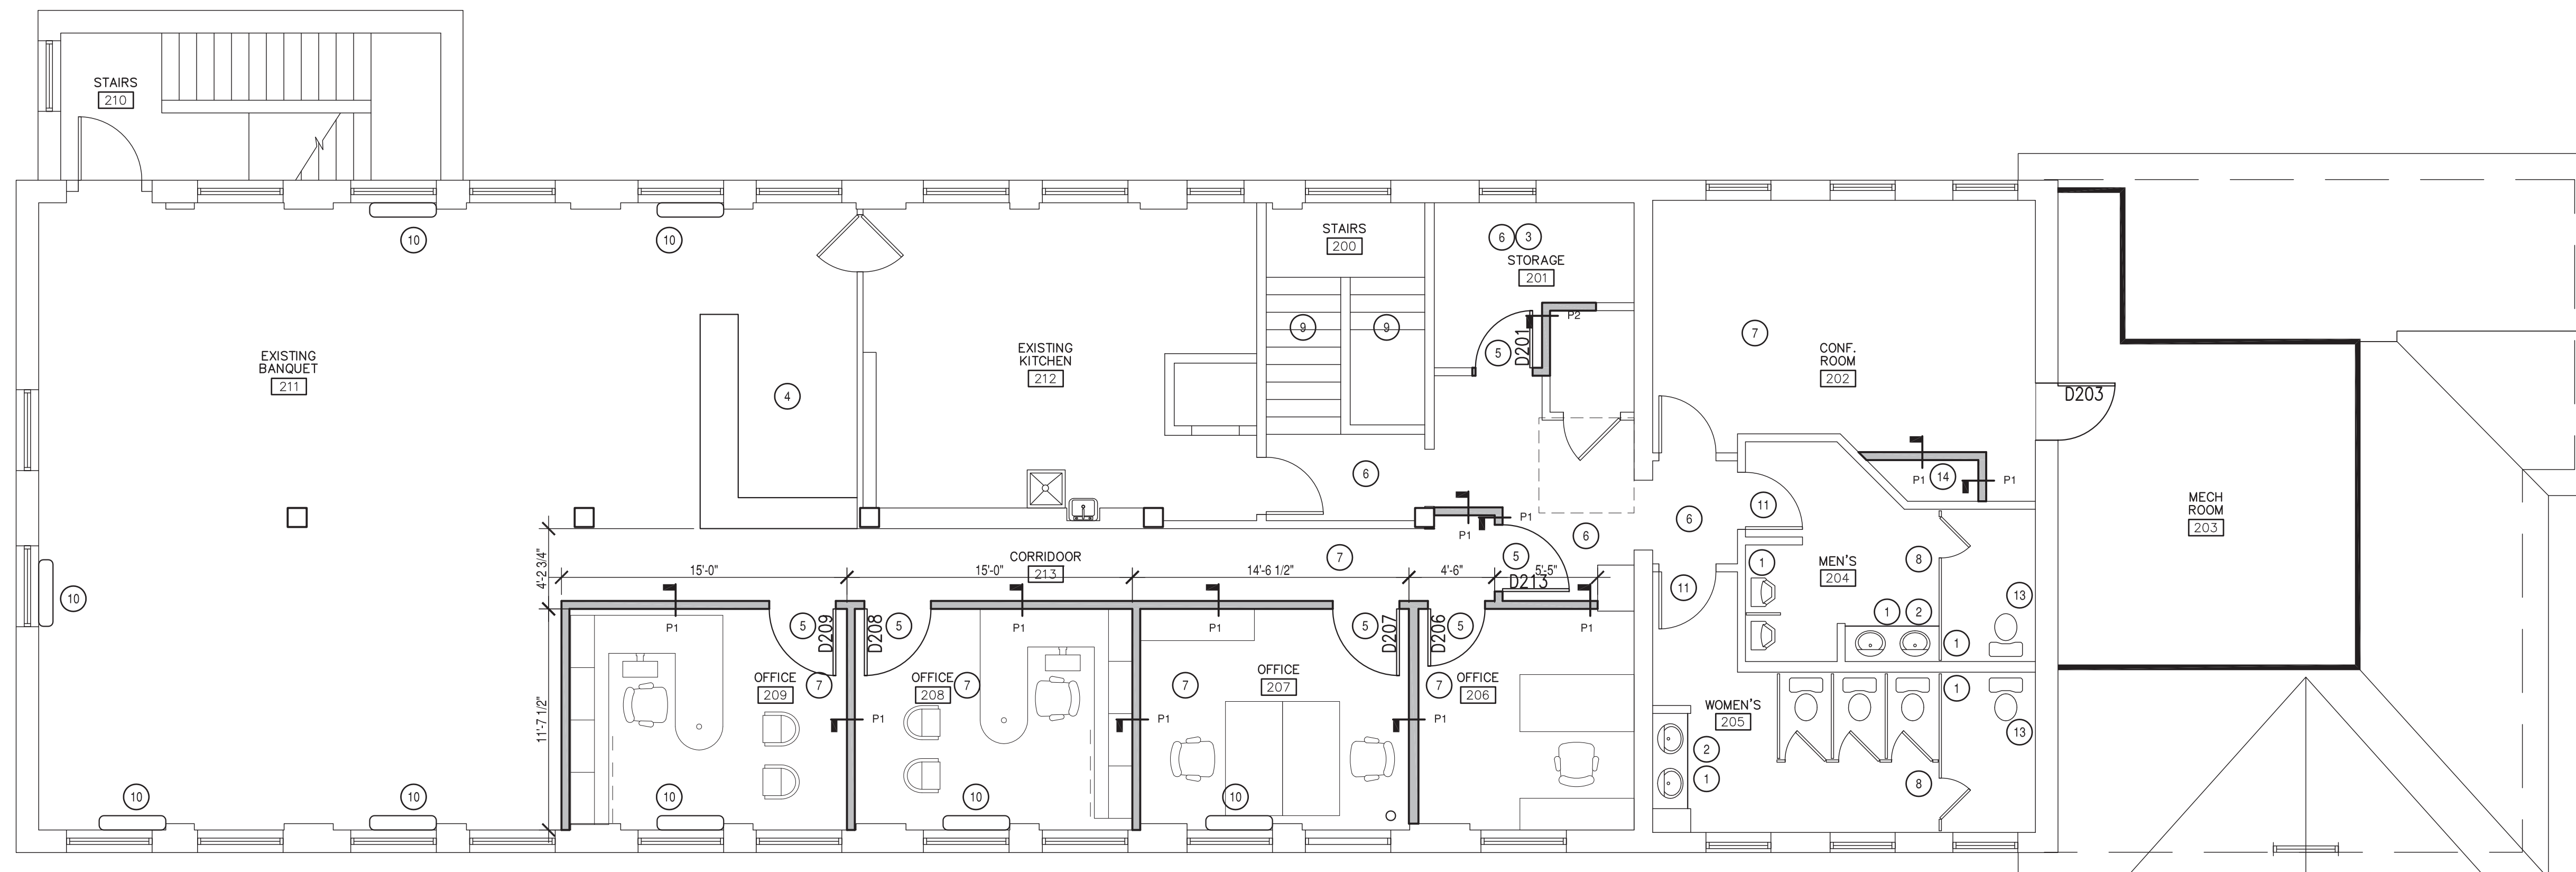 STAIRS
210
10
10
STAIRS
200
6
3
STORAGE
201
P2
9
9
5
D201
7
EXISTING
BANQUET
211
EXISTING
KITCHEN
212
CONF.
ROOM
202
D203
4
6
P1
14
P1
MECH
ROOM
203
11
6
P1
P1
6
5
4'-2 3/4"
CORRIDOOR
213
7
15'-0"
15'-0"
14'-6 1/2"
4'-6"
5'-5"
D213
8
1
MEN'S
204
11
10
13
1
2
1
P1
5
D209
D208
5
P1
P1
5
D207
D206
5
P1
OFFICE
209
7
OFFICE
208
7
7
OFFICE
207
7
OFFICE
206
1
11'-7 1/2"
P1
P1
P1
WOMEN'S
205
13
2
1
8
10
10
10
10
10